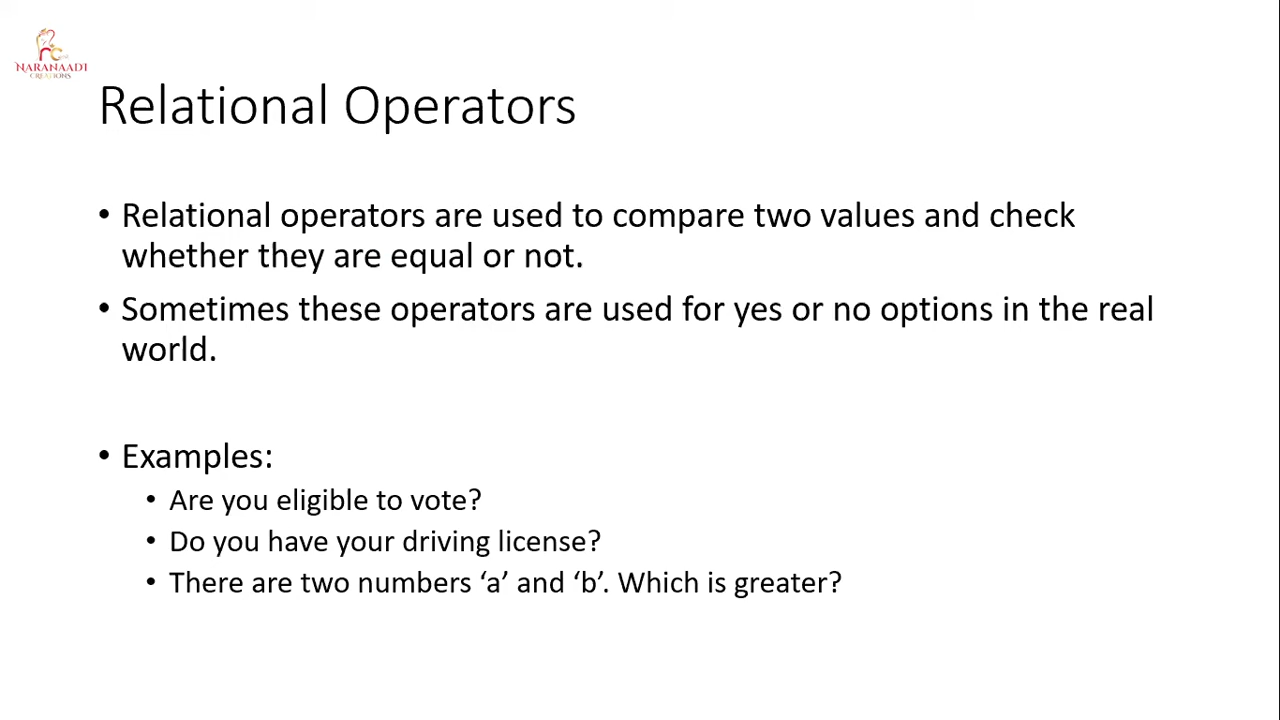 NARANAADI
CREATIONS
Relational Operators
• Relational operators are used to compare two values and check
whether they are equal or not.
• Sometimes these operators are used for yes or no options in the real
world.
• Examples:
• Are you eligible to vote?
• Do you have your driving license?
• There are two numbers ‘a’ and ‘b’. Which is greater?